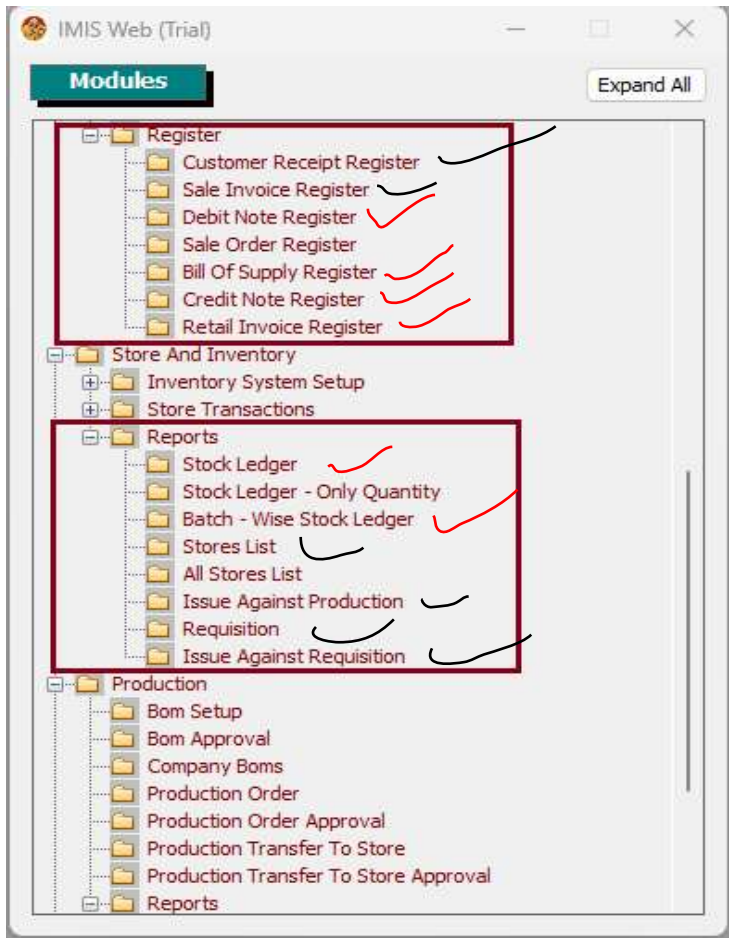 IMIS Web (Trial)
Modules
Expand All
Register
Customer Receipt Register
Sale Invoice Register
Debit Note Register
Sale Order Register
Bill Of Supply Register
Credit Note Register
Retail Invoice Register
Store And Inventory
Inventory System Setup
Store Transactions
Reports
Stock Ledger
Stock Ledger - Only Quantity
Batch - Wise Stock Ledger
Stores List
All Stores List
Issue Against Production
Requisition
Issue Against Requisition
Production
Bom Setup
Bom Approval
Company Boms
Production Order
Production Order Approval
Production Transfer To Store
Production Transfer To Store Approval
Reports